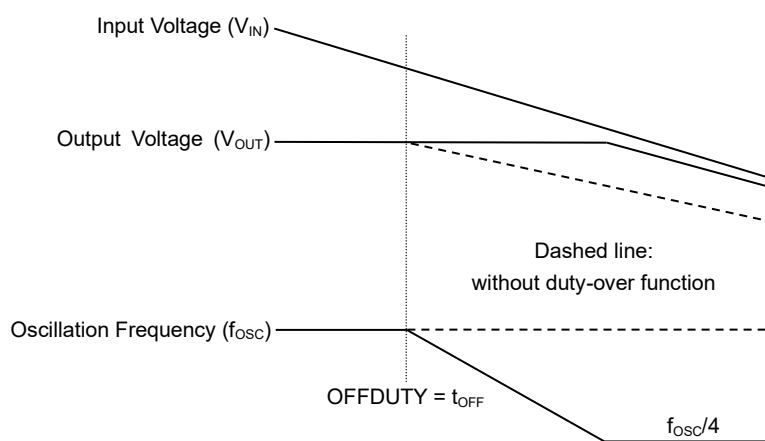 Input Voltage (VIN)
Output Voltage (VOUT)
Dashed line:
without duty-over function
Oscillation Frequency (fOSC)
OFFDUTY = tOFF
fOSC/4